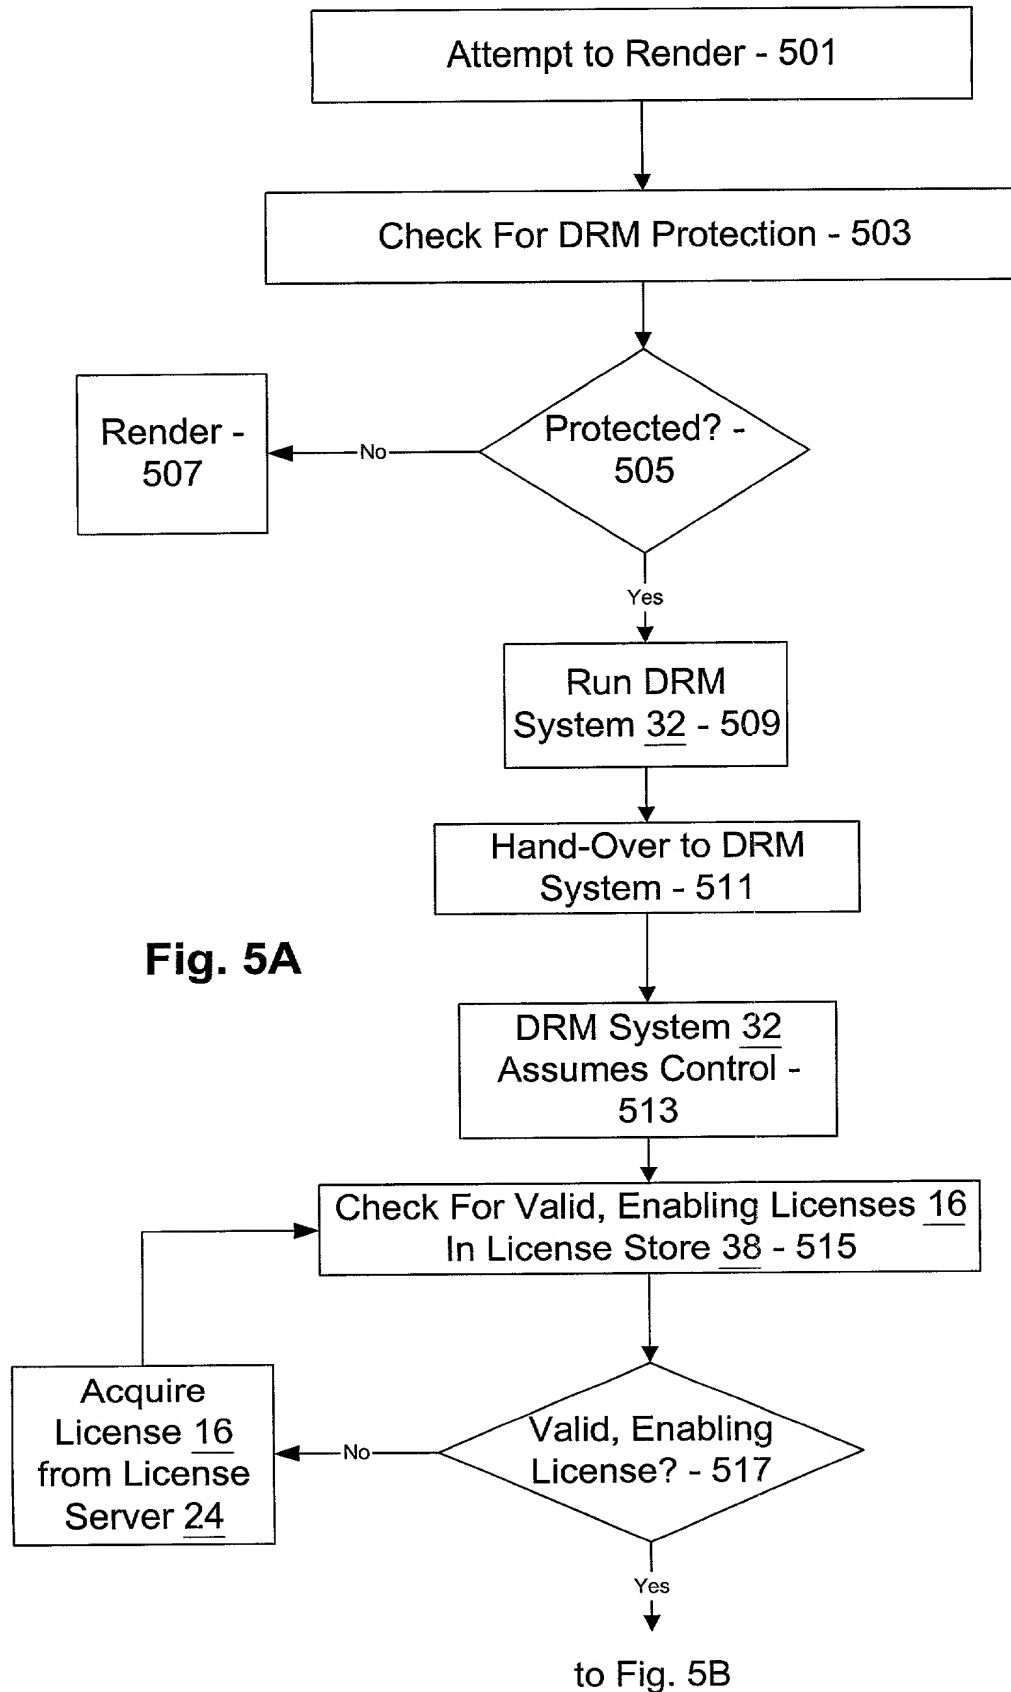 Attempt to Render - 501
Check For DRM Protection - 503
Protected? -
505
No
Render -
507
Yes
Run DRM
System 32 - 509
Hand-Over to DRM
System - 511
Fig. 5A
DRM System 32
Assumes Control -
513
Check For Valid, Enabling Licenses 16
In License Store 38 - 515
Valid, Enabling
License? - 517
No
Acquire
License 16
from License
Server 24
Yes
to Fig. 5B